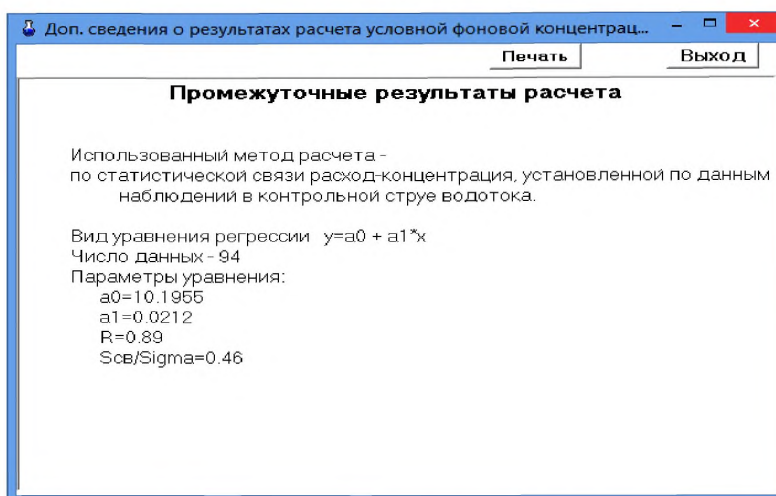 Доп. сведения о результатах расчета условной фоновой концентрац...
Печать Выход
Промежуточные результаты расчета
Использованный метод расчета -
по статистической связи расход-концентрация, установленной по данным
наблюдений в контрольной струе водотока.
Вид уравнения регрессии y=a0 + a1*x
Число данных - 94
Параметры уравнения:
a0=10.1955
a1=0.0212
R=0.89
Sсв/Sigma=0.46